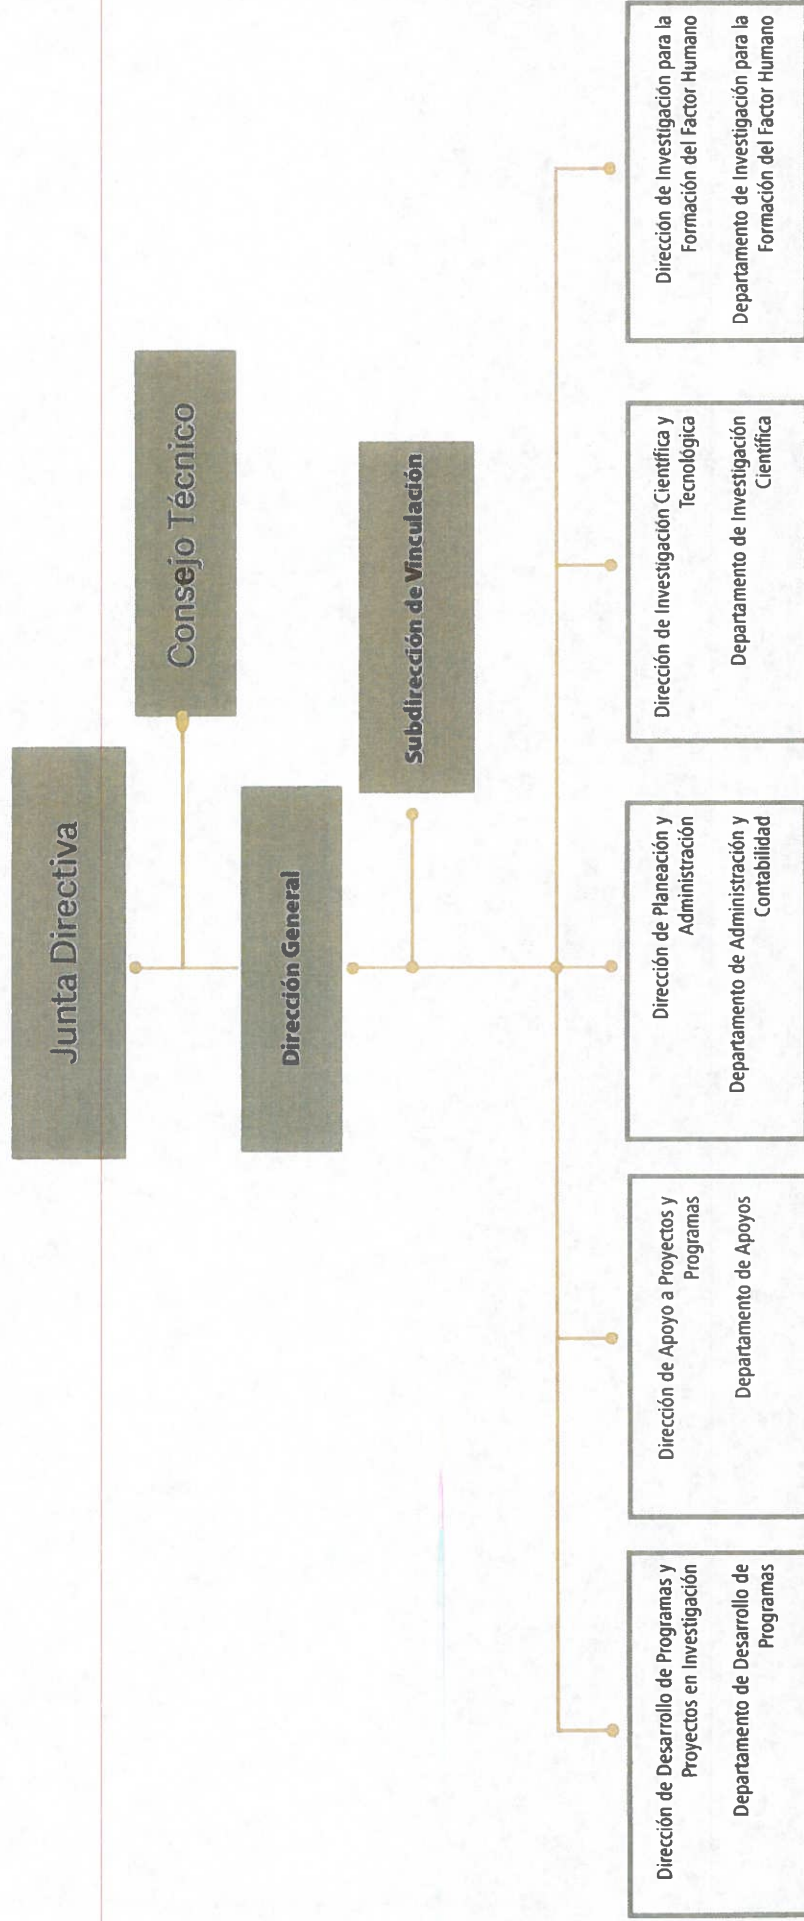 Junta Directiva
Consejo Técnico
Dirección General
Subdirección de Vinculación
Dirección de Desarrollo de Programas y
Proyectos en Investigación
Departamento de Desarrollo de
Programas
Dirección de Apoyo a Proyectos y
Programas
Departamento de Apoyos
Dirección de Planeación y
Administración
Departamento de Administración y
Contabilidad
Dirección de Investigación Científica y
Tecnológica
Departamento de Investigación
Científica
Dirección de Investigación para la
Formación del Factor Humano
Departamento de Investigación para la
Formación del Factor Humano